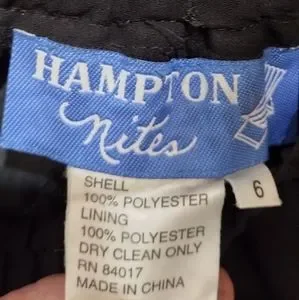 HAMPTON
nites
6
SHELL
100% POLYESTER
LINING
100% POLYESTER
DRY CLEAN ONLY
RN 84017
MADE IN CHINA